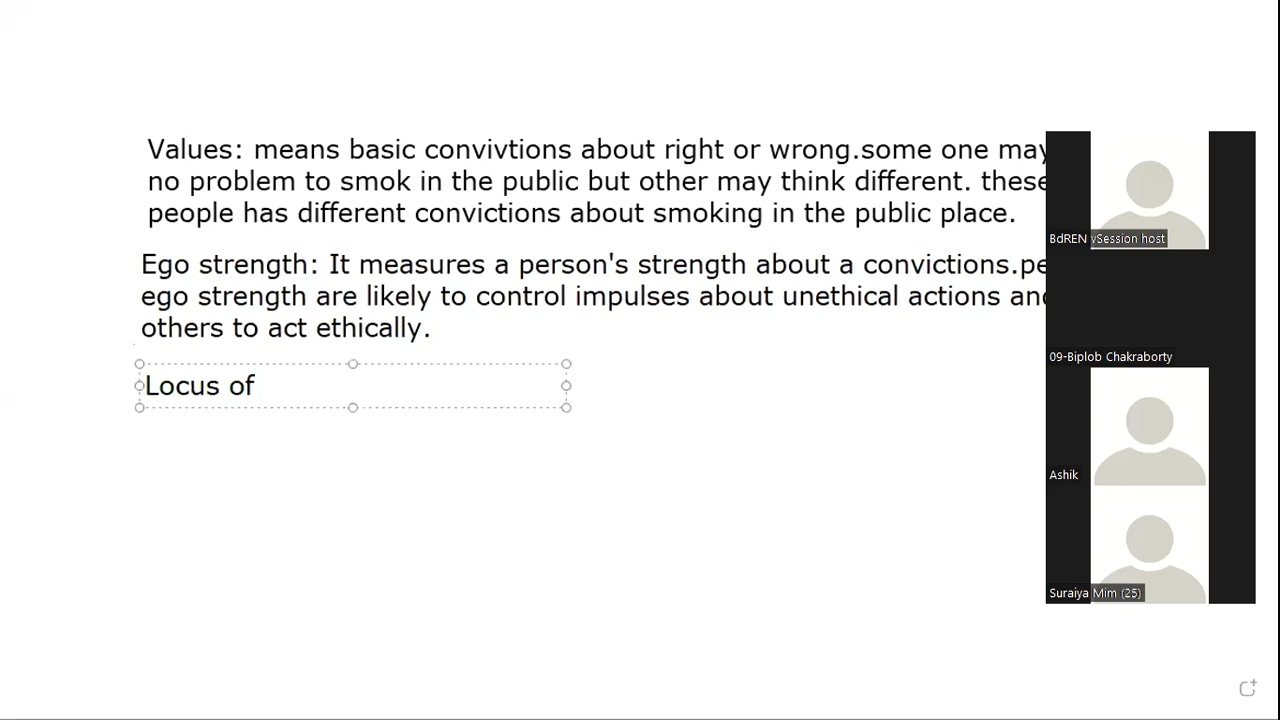 Values: means basic convivtions about right or wrong.some one may
no problem to smok in the public but other may think different. these
people has different convictions about smoking in the public place.
Ego strength: It measures a person's strength about a convictions.pe
ego strength are likely to control impulses about unethical actions and
others to act ethically.
Locus of
BdREN vSession host
09-Biplob Chakraborty
Ashik
Suraiya Mim (25)